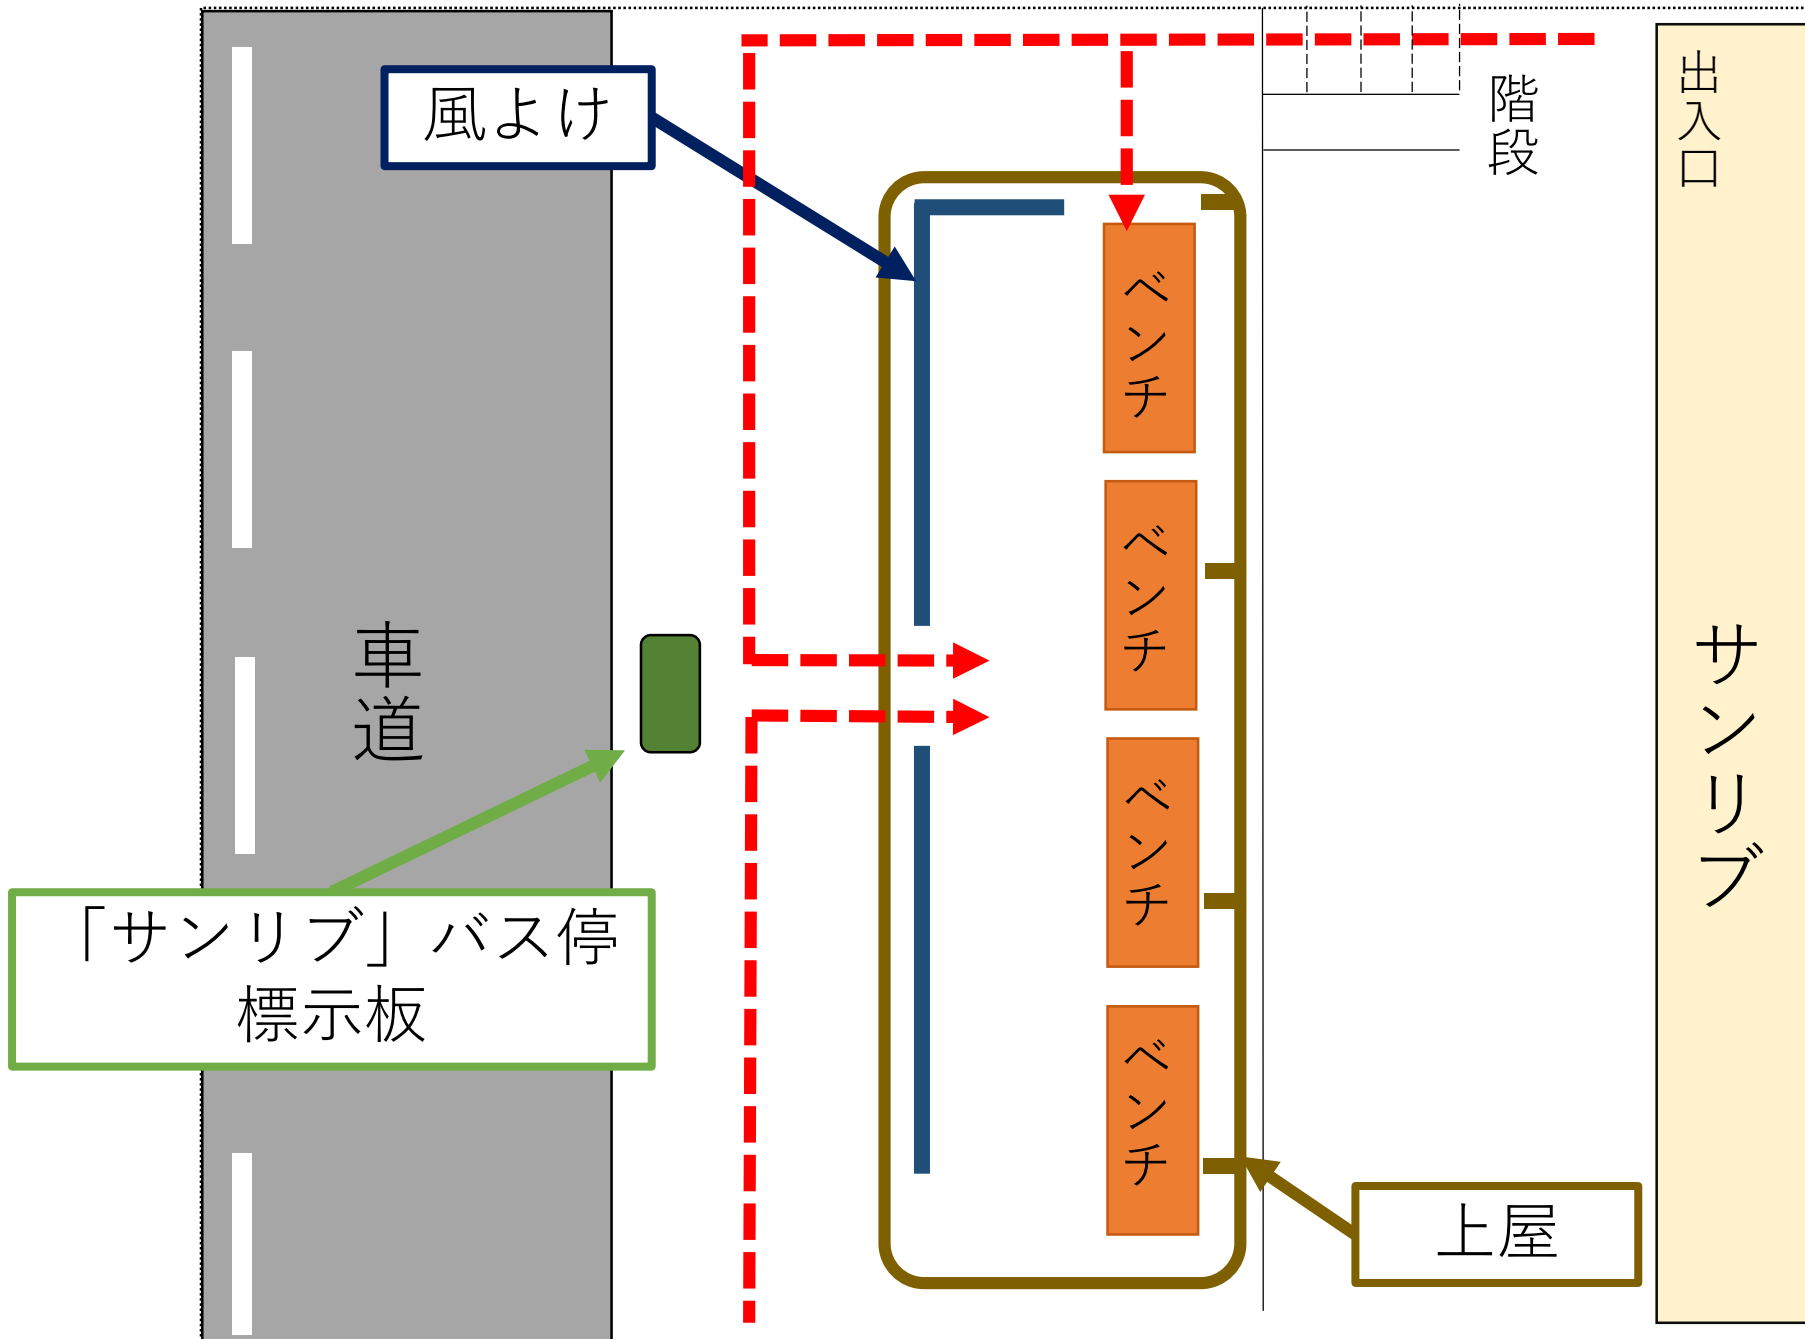 風よけ
階段
出入口
ベンチ
ベンチ
ベンチ
ベンチ
車道
サンリブ
「サンリブ」バス停
標示板
上屋